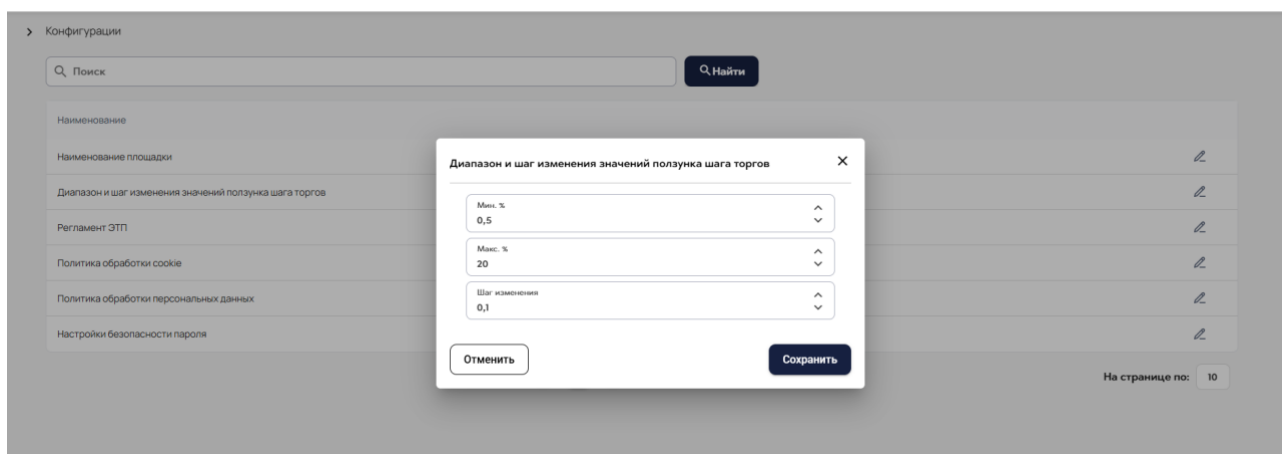 Конфигурации
Поиск
Найти
Наименование
Наименование площадки
Диапазон и шаг изменения значений ползунка шага торгов
Регламент ЭТП
Политика обработки cookie
Политика обработки персональных данных
Настройки безопасности пароля
Диапазон и шаг изменения значений ползунка шага торгов
Мин. %
0,5
Макс. %
20
Шаг изменения
0,1
Отменить
Сохранить
На странице по: 10